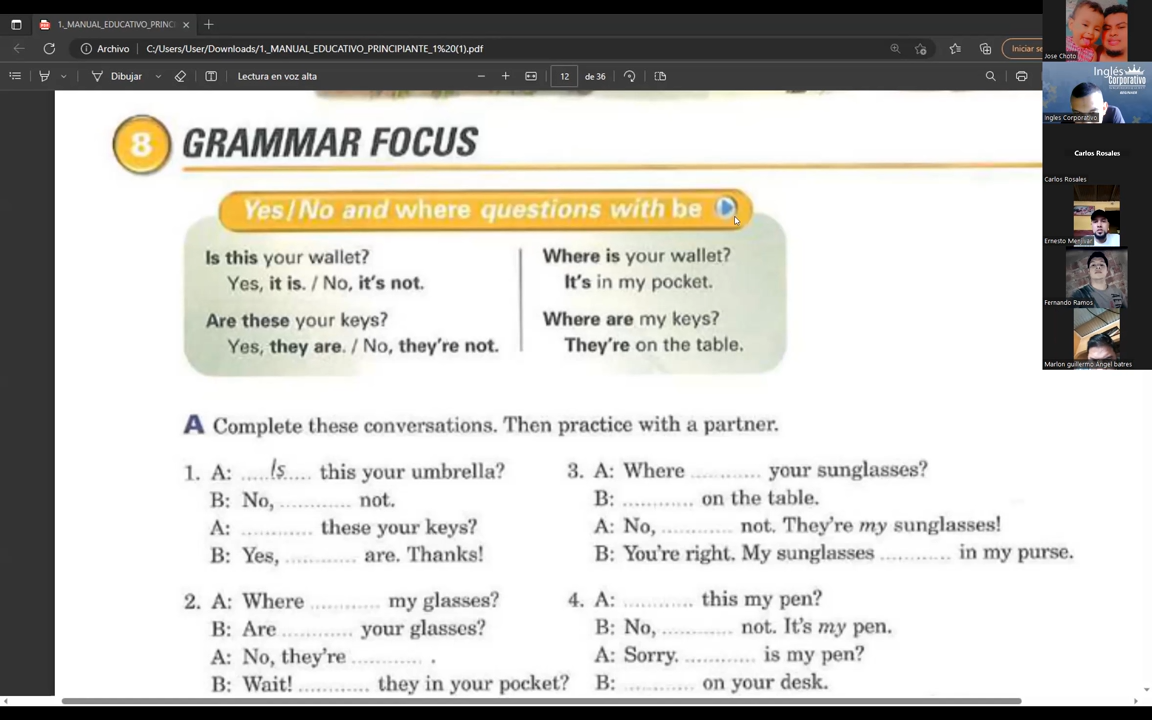 1._MANUAL_EDUCATIVO_PRINC
Archivo
C:/Users/User/Downloads/1._MANUAL_EDUCATIVO_PRINCIPIANTE_1%20(1).pdf
Iniciar se
Dibujar
Lectura en voz alta
12 de 36
8 GRAMMAR FOCUS
Yes/No and where questions with be
Is this your wallet?
Yes, it is. / No, it's not.
Are these your keys?
Yes, they are. / No, they're not.
Where is your wallet?
It's in my pocket.
Where are my keys?
They're on the table.
A Complete these conversations. Then practice with a partner.
1. A: .....Is..... this your umbrella?
B: No, ............ not.
A: ............ these your keys?
B: Yes, ............ are. Thanks!
2. A: Where ............ my glasses?
B: Are ............ your glasses?
A: No, they're ............ .
B: Wait! ............ they in your pocket?
3. A: Where ............ your sunglasses?
B: ............ on the table.
A: No, ............ not. They're my sunglasses!
B: You're right. My sunglasses ............ in my purse.
4. A: ............ this my pen?
B: No, ............ not. It's my pen.
A: Sorry. ............ is my pen?
B: ............ on your desk.
Jose Choto
Inglés
Corporativo
BEGINNER
Ingles Corporativo
Carlos Rosales
Carlos Rosales
Ernesto Menjivar
Fernando Ramos
Marlon guillermo Angel batres